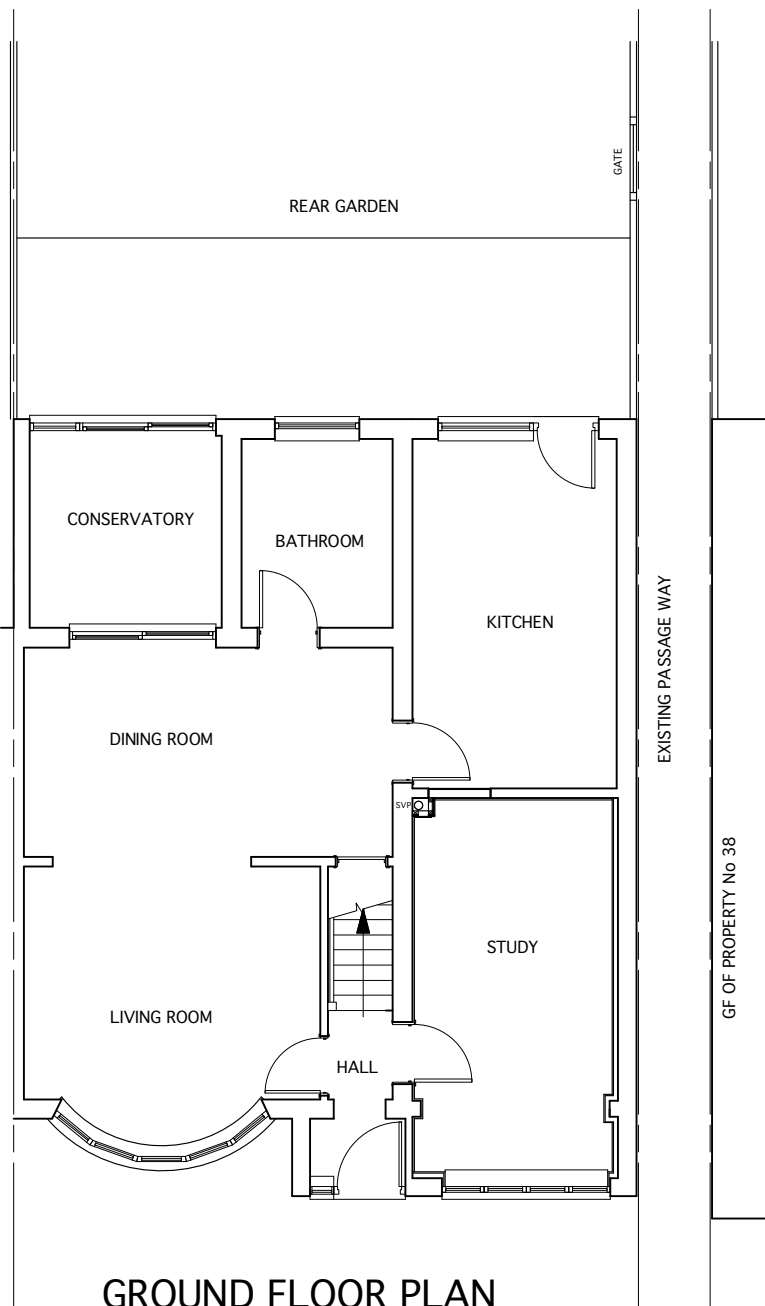 GATE
REAR GARDEN
CONSERVATORY
BATHROOM
KITCHEN
EXISTING PASSAGE WAY
DINING ROOM
SVP
GF OF PROPERTY No 38
STUDY
LIVING ROOM
HALL
GROUND FLOOR PLAN